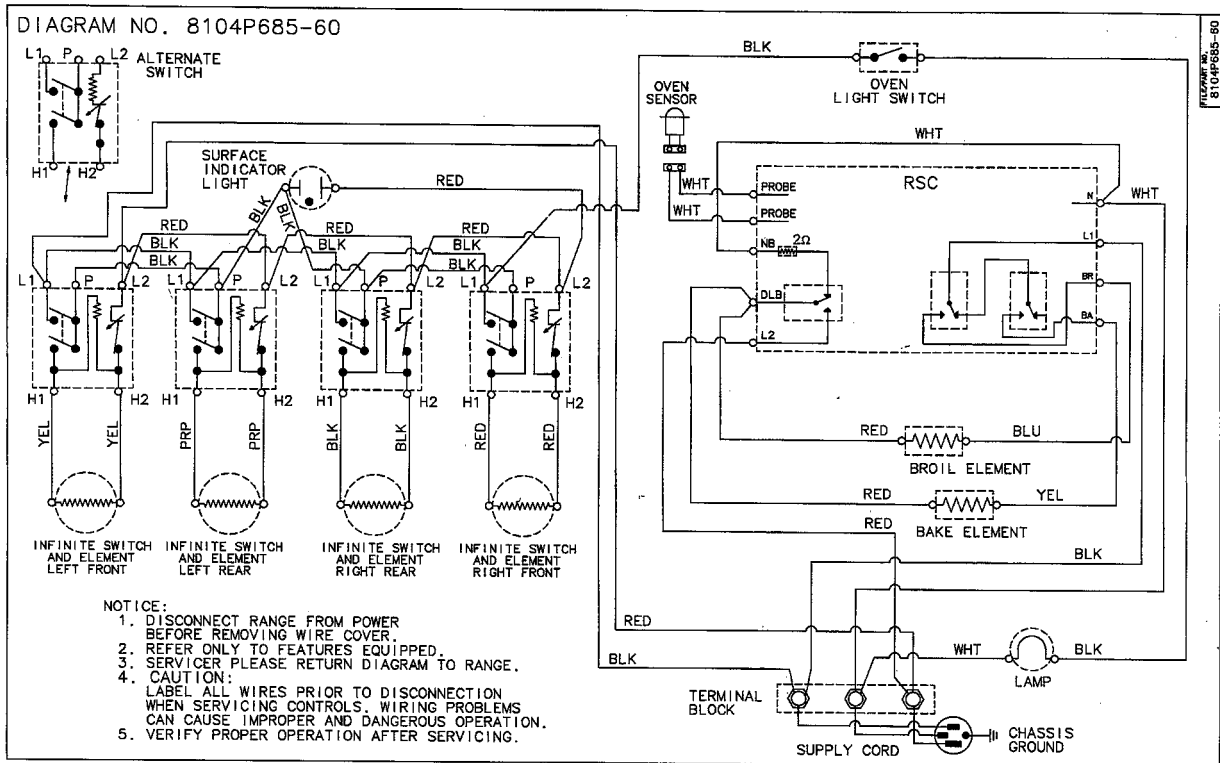 DIAGRAM NO. 8104P685-60
FILE/PART NO.
8104P685-60
L1 P L2
ALTERNATE
SWITCH
H1 H2
BLK
OVEN
LIGHT SWITCH
OVEN
SENSOR
WHT
SURFACE
INDICATOR
LIGHT
RED
BLK
BLK
RED
BLK
BLK
RED
BLK
BLK
RED
L1 P L2
L1 P L2
L1 P L2
L1 P L2
H1 H2
H1 H2
H1 H2
H1 H2
YEL YEL
PRP PRP
BLK BLK
RED RED
INFINITE SWITCH
AND ELEMENT
LEFT FRONT
INFINITE SWITCH
AND ELEMENT
LEFT REAR
INFINITE SWITCH
AND ELEMENT
RIGHT REAR
INFINITE SWITCH
AND ELEMENT
RIGHT FRONT
RSC
WHT
PROBE
WHT
PROBE
NB
2Ω
DLB
L2
N
WHT
L1
BR
BA
RED
BLU
BROIL ELEMENT
RED
YEL
BAKE ELEMENT
RED
BLK
NOTICE:
1. DISCONNECT RANGE FROM POWER
BEFORE REMOVING WIRE COVER.
2. REFER ONLY TO FEATURES EQUIPPED.
3. SERVICER PLEASE RETURN DIAGRAM TO RANGE.
4. CAUTION:
LABEL ALL WIRES PRIOR TO DISCONNECTION
WHEN SERVICING CONTROLS. WIRING PROBLEMS
CAN CAUSE IMPROPER AND DANGEROUS OPERATION.
5. VERIFY PROPER OPERATION AFTER SERVICING.
RED
BLK
WHT
BLK
LAMP
TERMINAL
BLOCK
SUPPLY CORD
CHASSIS
GROUND